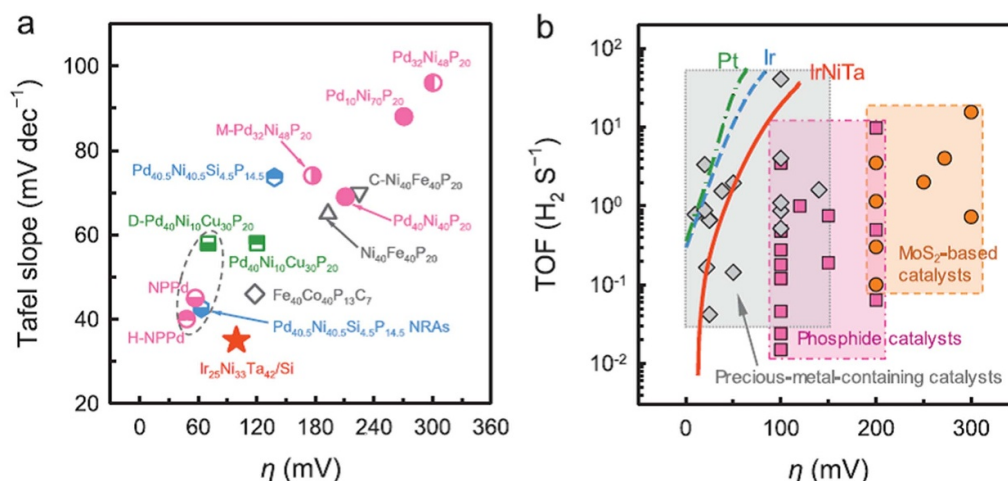 a
Tafel slope (mV dec⁻¹)
100
80
60
40
20
0
60
120
180
240
300
360
η (mV)
Pd₃₂Ni₄₈P₂₀
Pd₁₀Ni₇₀P₂₀
M-Pd₃₂Ni₄₈P₂₀
Pd₄₀.₅Ni₄₀.₅Si₄.₅P₁₄.₅
C-Ni₄₀Fe₄₀P₂₀
D-Pd₄₀Ni₁₀Cu₃₀P₂₀
Pd₄₀Ni₄₀P₂₀
Ni₄₀Fe₄₀P₂₀
Pd₄₀Ni₁₀Cu₃₀P₂₀
NPPd
Fe₄₀Co₄₀P₁₃C₇
H-NPPd
Pd₄₀.₅Ni₄₀.₅Si₄.₅P₁₄.₅ NRAs
Ir₂₅Ni₃₃Ta₄₂/Si
b
TOF (H₂ S⁻¹)
10²
10¹
10⁰
10⁻¹
10⁻²
0
100
200
300
η (mV)
Pt
Ir
IrNiTa
MoS₂-based
catalysts
Phosphide catalysts
Precious-metal-containing catalysts